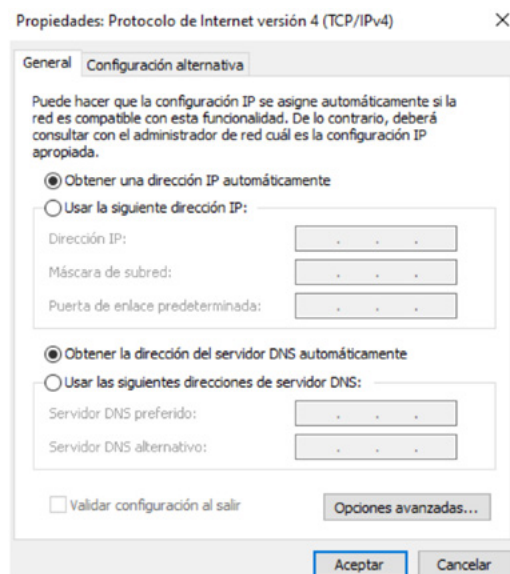 Propiedades: Protocolo de Internet versión 4 (TCP/IPv4)
General
Configuración alternativa
Puede hacer que la configuración IP se asigne automáticamente si la
red es compatible con esta funcionalidad. De lo contrario, deberá
consultar con el administrador de red cuál es la configuración IP
apropiada.
Obtener una dirección IP automáticamente
Usar la siguiente dirección IP:
Dirección IP:
Máscara de subred:
Puerta de enlace predeterminada:
Obtener la dirección del servidor DNS automáticamente
Usar las siguientes direcciones de servidor DNS:
Servidor DNS preferido:
Servidor DNS alternativo:
Validar configuración al salir
Opciones avanzadas...
Aceptar
Cancelar